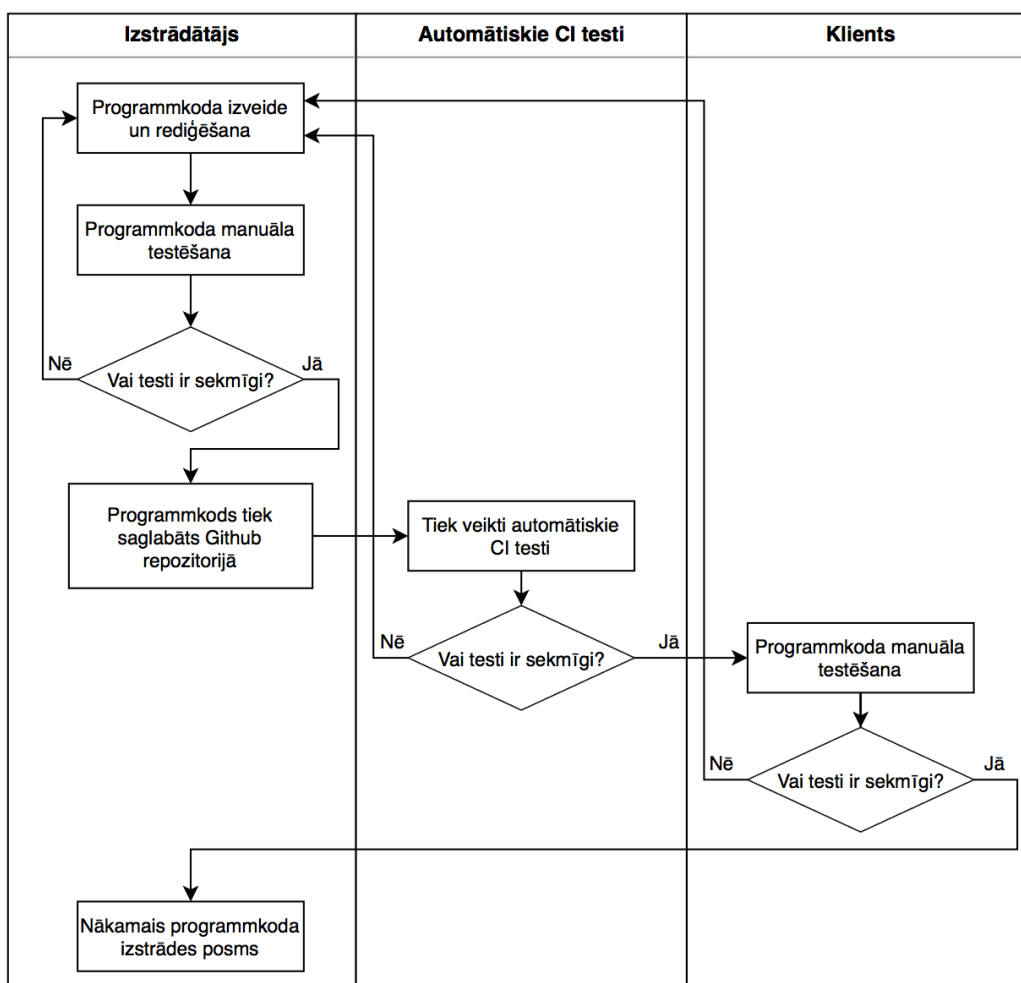 Izstrādātājs
Automātiskie CI testi
Klients
Programmkoda izveide
un rediģēšana
Programmkoda manuāla
testēšana
Nē
Jā
Vai testi ir sekmīgi?
Programmkods tiek
saglabāts Github
repozitorijā
Tiek veikti automātiskie
CI testi
Nē
Jā
Vai testi ir sekmīgi?
Programmkoda manuāla
testēšana
Nē
Jā
Vai testi ir sekmīgi?
Nākamais programmkoda
izstrādes posms